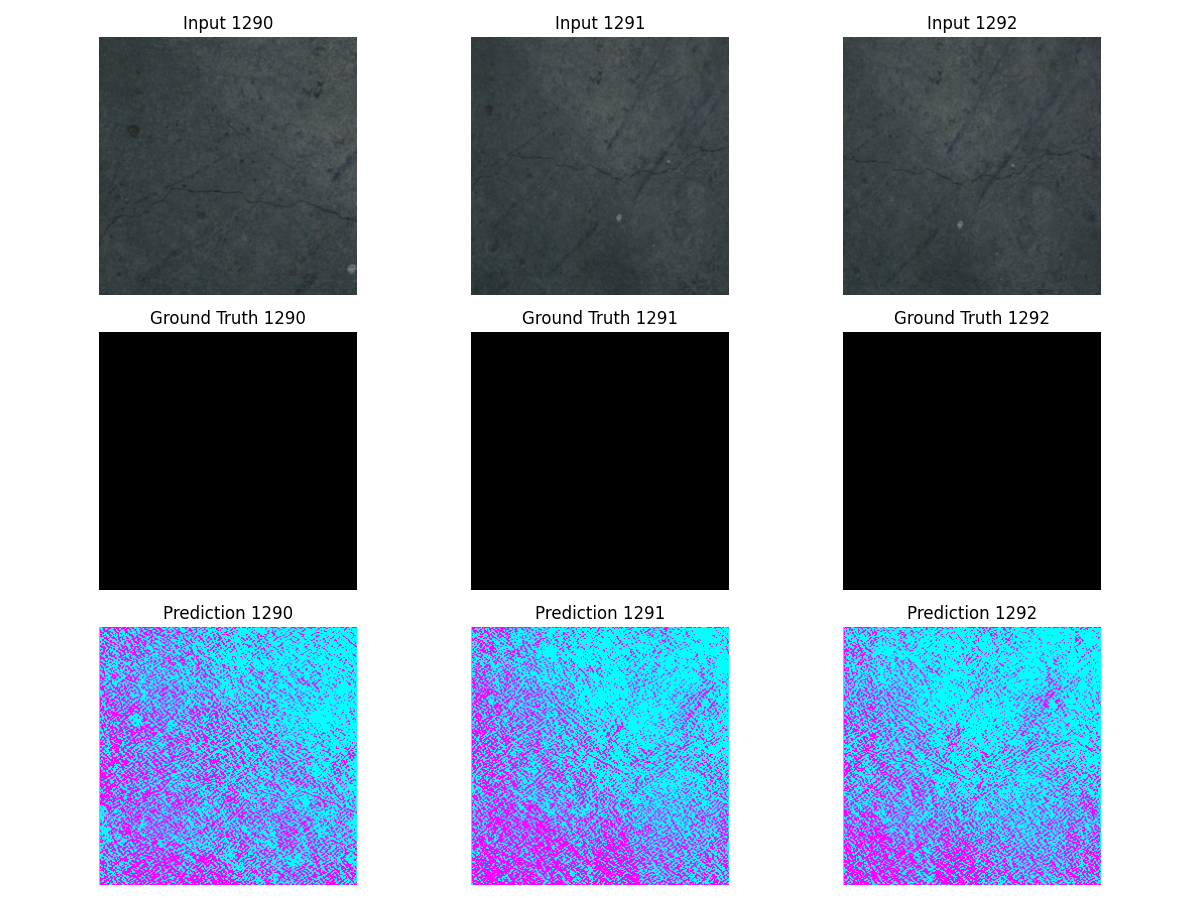 Input 1290
Input 1291
Input 1292
Ground Truth 1290
Ground Truth 1291
Ground Truth 1292
Prediction 1290
Prediction 1291
Prediction 1292